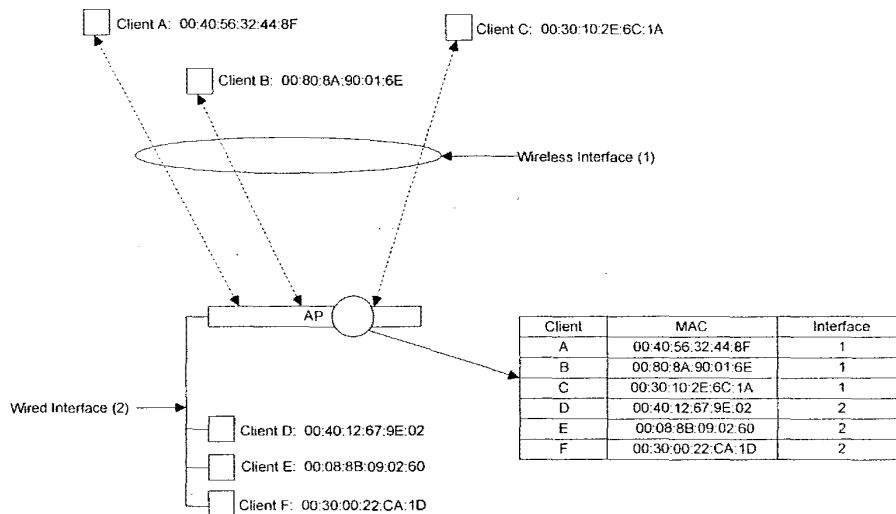 Client A: 00:40:56:32:44:8F
Client C: 00:30:10:2E:6C:1A
Client B: 00:80:8A:90:01:6E
Wireless Interface (1)
AP
Client MAC Interface
A 00:40:56:32:44:8F 1
B 00:80:8A:90:01:6E 1
C 00:30:10:2E:6C:1A 1
D 00:40:12:67:9E:02 2
E 00:08:8B:09:02:60 2
F 00:30:00:22:CA:1D 2
Wired Interface (2)
Client D: 00:40:12:67:9E:02
Client E: 00:08:8B:09:02:60
Client F: 00:30:00:22:CA:1D